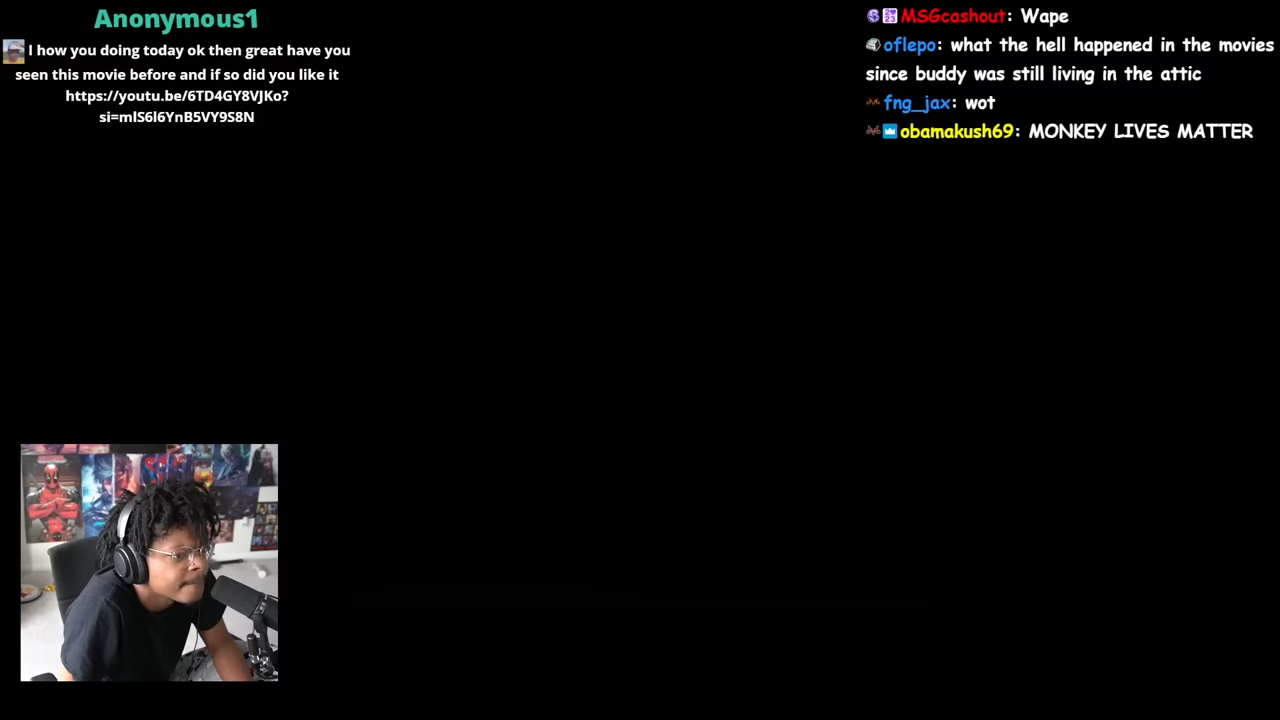 Anonymous1
I how you doing today ok then great have you
seen this movie before and if so did you like it
https://youtu.be/6TD4GY8VJKo?
si=mlS6l6YnB5VY9S8N
MSGcashout: Wape
oflepo: what the hell happened in the movies
since buddy was still living in the attic
fng_jax: wot
obamakush69: MONKEY LIVES MATTER